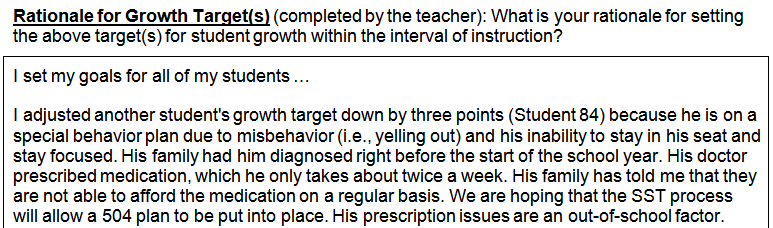 Rationale for Growth Target(s) (completed by the teacher): What is your rationale for setting
the above target(s) for student growth within the interval of instruction?
I set my goals for all of my students ...
I adjusted another student's growth target down by three points (Student 84) because he is on a
special behavior plan due to misbehavior (i.e., yelling out) and his inability to stay in his seat and
stay focused. His family had him diagnosed right before the start of the school year. His doctor
prescribed medication, which he only takes about twice a week. His family has told me that they
are not able to afford the medication on a regular basis. We are hoping that the SST process
will allow a 504 plan to be put into place. His prescription issues are an out-of-school factor.